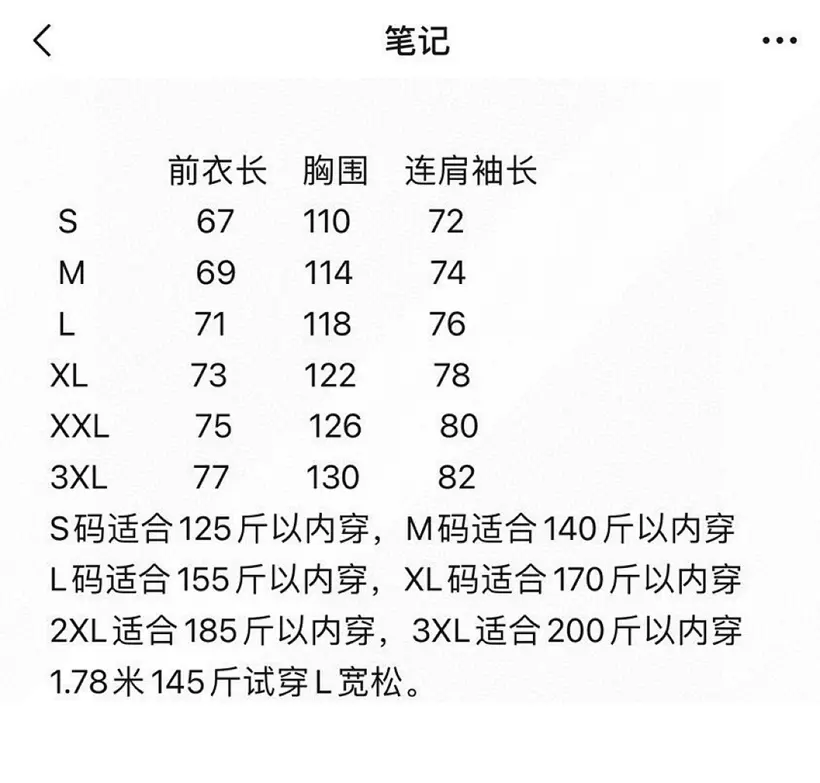 笔记
前衣长 胸围 连肩袖长
S 67 110 72
M 69 114 74
L 71 118 76
XL 73 122 78
XXL 75 126 80
3XL 77 130 82
S码适合125斤以内穿，M码适合140斤以内穿
L码适合155斤以内穿，XL码适合170斤以内穿
2XL适合185斤以内穿，3XL适合200斤以内穿
1.78米145斤试穿L宽松。